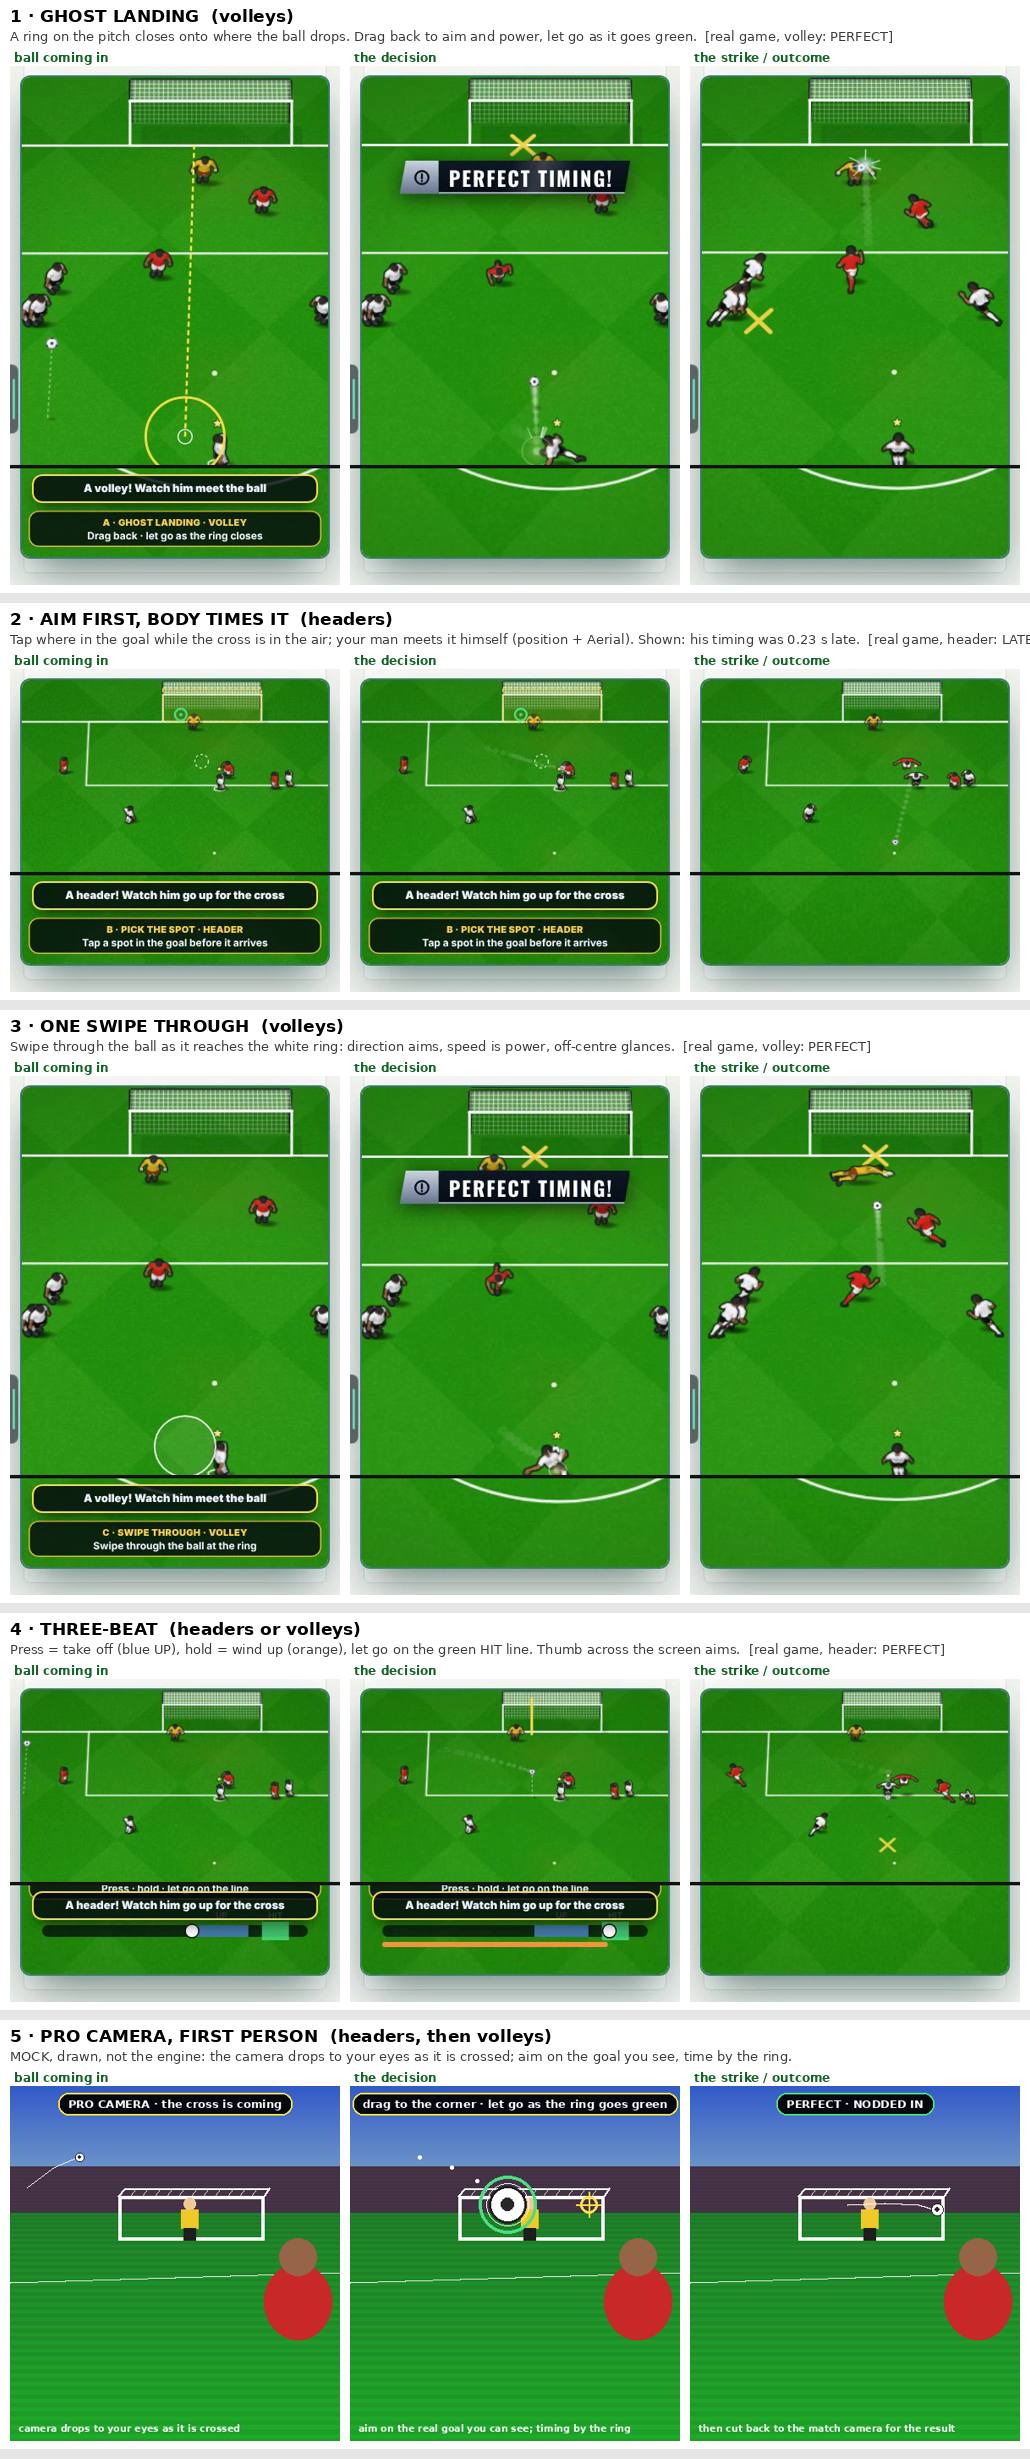 1 · GHOST LANDING (volleys)
A ring on the pitch closes onto where the ball drops. Drag back to aim and power, let go as it goes green. [real game, volley: PERFECT]
ball coming in
the decision
the strike / outcome
PERFECT TIMING!
A volley! Watch him meet the ball
A · GHOST LANDING · VOLLEY
Drag back · let go as the ring closes
2 · AIM FIRST, BODY TIMES IT (headers)
Tap where in the goal while the cross is in the air; your man meets it himself (position + Aerial). Shown: his timing was 0.23 s late. [real game, header: LATE
ball coming in
the decision
the strike / outcome
A header! Watch him go up for the cross
B · PICK THE SPOT · HEADER
Tap a spot in the goal before it arrives
A header! Watch him go up for the cross
B · PICK THE SPOT · HEADER
Tap a spot in the goal before it arrives
3 · ONE SWIPE THROUGH (volleys)
Swipe through the ball as it reaches the white ring: direction aims, speed is power, off-centre glances. [real game, volley: PERFECT]
ball coming in
the decision
the strike / outcome
PERFECT TIMING!
A volley! Watch him meet the ball
C · SWIPE THROUGH · VOLLEY
Swipe through the ball at the ring
4 · THREE-BEAT (headers or volleys)
Press = take off (blue UP), hold = wind up (orange), let go on the green HIT line. Thumb across the screen aims. [real game, header: PERFECT]
ball coming in
the decision
the strike / outcome
Press · hold · let go on the line
A header! Watch him go up for the cross
Press · hold · let go on the line
A header! Watch him go up for the cross
5 · PRO CAMERA, FIRST PERSON (headers, then volleys)
MOCK, drawn, not the engine: the camera drops to your eyes as it is crossed; aim on the goal you see, time by the ring.
ball coming in
the decision
the strike / outcome
PRO CAMERA · the cross is coming
drag to the corner · let go as the ring goes green
PERFECT · NODDED IN
camera drops to your eyes as it is crossed
aim on the real goal you can see; timing by the ring
then cut back to the match camera for the result